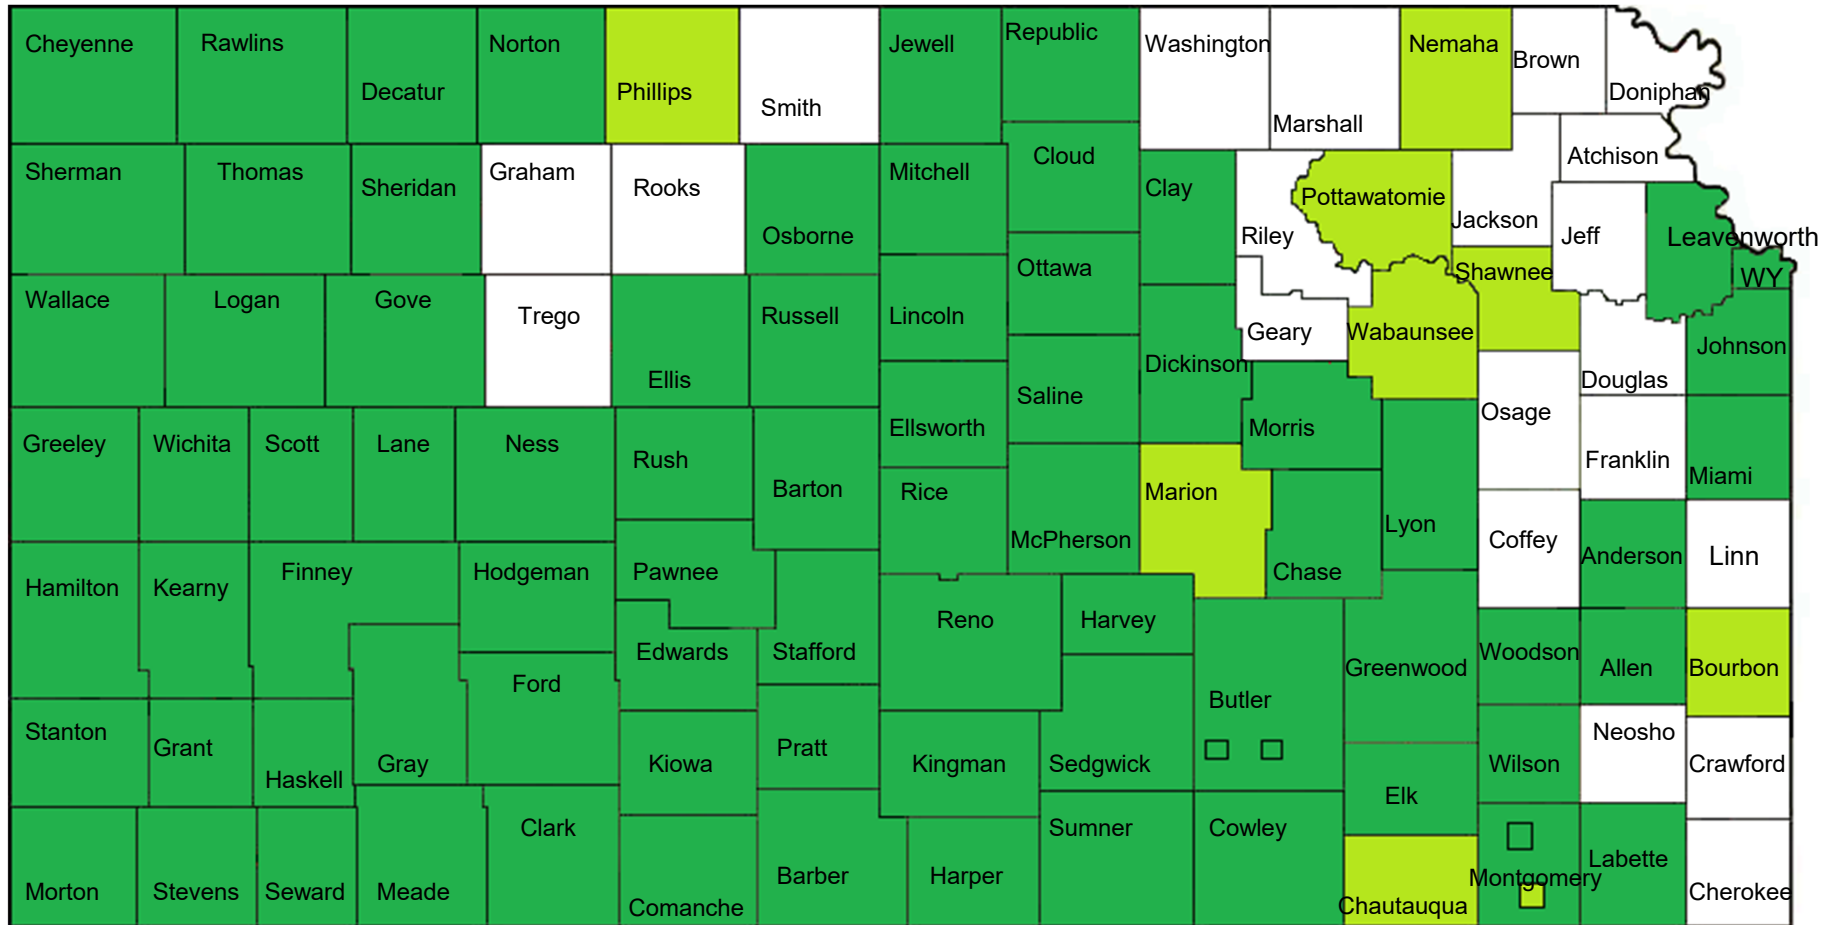 Cheyenne
Rawlins
Decatur
Norton
Phillips
Smith
Jewell
Republic
Washington
Marshall
Nemaha
Brown
Doniphan
Sherman
Thomas
Sheridan
Graham
Rooks
Osborne
Mitchell
Cloud
Clay
Riley
Pottawatomie
Jackson
Atchison
Jeff
Leavenworth
WY
Wallace
Logan
Gove
Trego
Ellis
Russell
Lincoln
Ottawa
Dickinson
Geary
Wabaunsee
Shawnee
Douglas
Johnson
Greeley
Wichita
Scott
Lane
Ness
Rush
Barton
Ellsworth
Saline
Morris
Osage
Franklin
Miami
Rice
McPherson
Marion
Chase
Lyon
Coffey
Anderson
Linn
Hamilton
Kearny
Finney
Hodgeman
Pawnee
Edwards
Stafford
Reno
Harvey
Butler
Greenwood
Woodson
Allen
Bourbon
Stanton
Grant
Haskell
Gray
Ford
Kiowa
Pratt
Kingman
Sedgwick
Elk
Wilson
Neosho
Crawford
Morton
Stevens
Seward
Meade
Clark
Comanche
Barber
Harper
Sumner
Cowley
Chautauqua
Montgomery
Labette
Cherokee